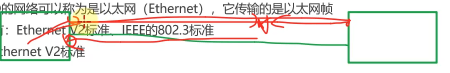 的网络可以称为是以太网（Ethernet），它传输的是以太网帧
有：Ethernet V2标准、IEEE的802.3标准
thernet V2标准